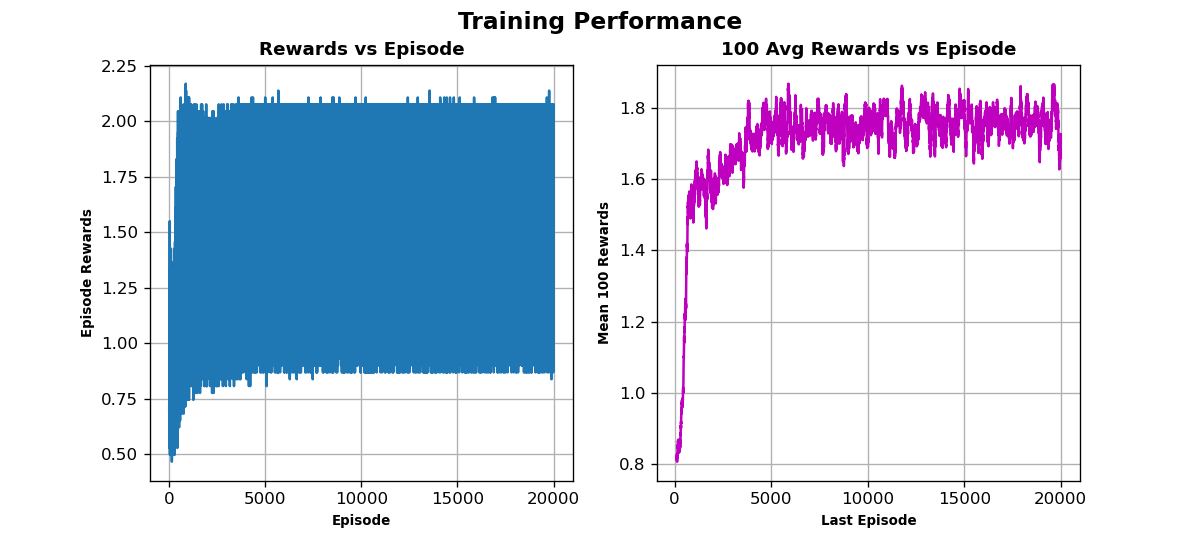 Training Performance
Rewards vs Episode
2.25
2.00
1.75
1.50
1.25
1.00
0.75
0.50
Episode Rewards
0 5000 10000 15000 20000
Episode
100 Avg Rewards vs Episode
1.8
1.6
1.4
1.2
1.0
0.8
Mean 100 Rewards
0 5000 10000 15000 20000
Last Episode